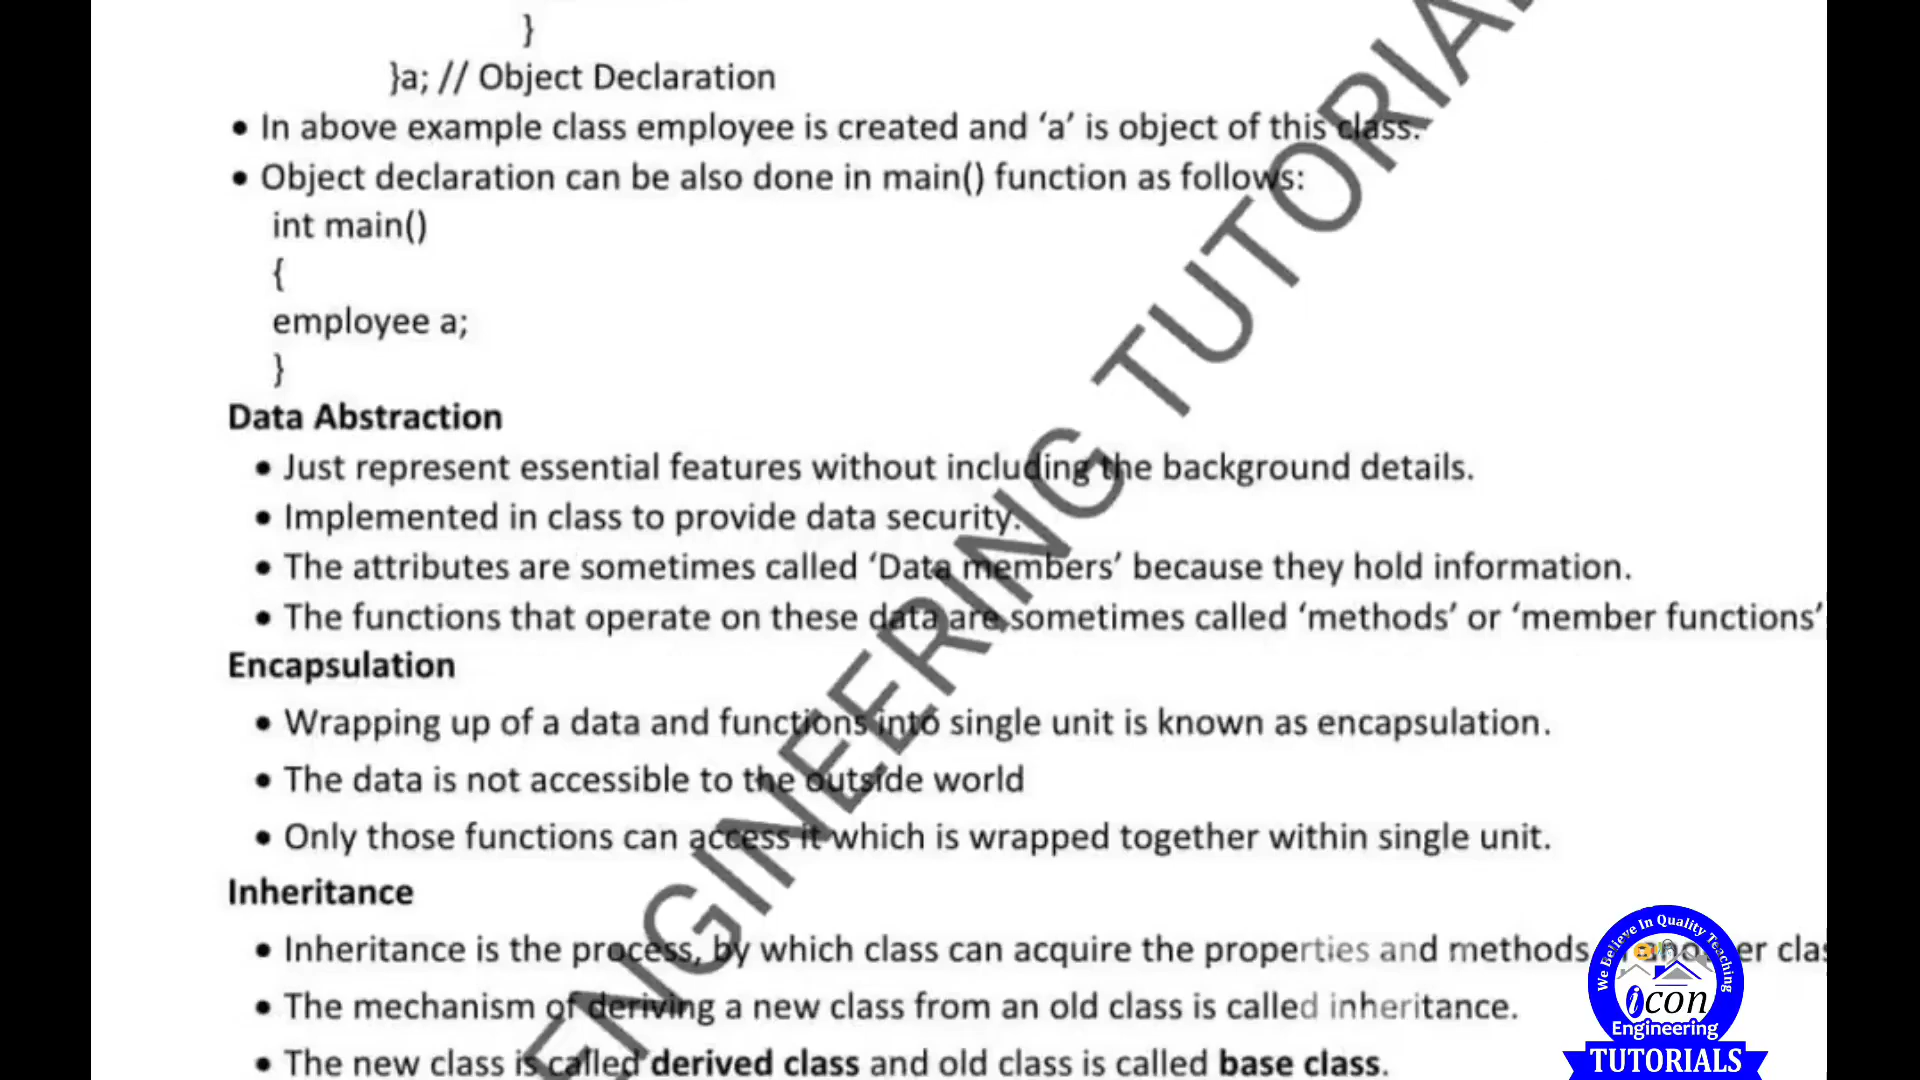 }
}a; // Object Declaration
• In above example class employee is created and ‘a’ is object of this class.
• Object declaration can be also done in main() function as follows:
int main()
{
employee a;
}
Data Abstraction
• Just represent essential features without including the background details.
• Implemented in class to provide data security.
• The attributes are sometimes called ‘Data members’ because they hold information.
• The functions that operate on these data are sometimes called ‘methods’ or ‘member functions’
Encapsulation
• Wrapping up of a data and functions into single unit is known as encapsulation.
• The data is not accessible to the outside world
• Only those functions can access it which is wrapped together within single unit.
Inheritance
• Inheritance is the process, by which class can acquire the properties and methods
• The mechanism of deriving a new class from an old class is called inheritance.
• The new class is called derived class and old class is called base class.
ENGINEERING TUTORIA
We Believe In Quality Teaching
icon
Engineering
TUTORIALS